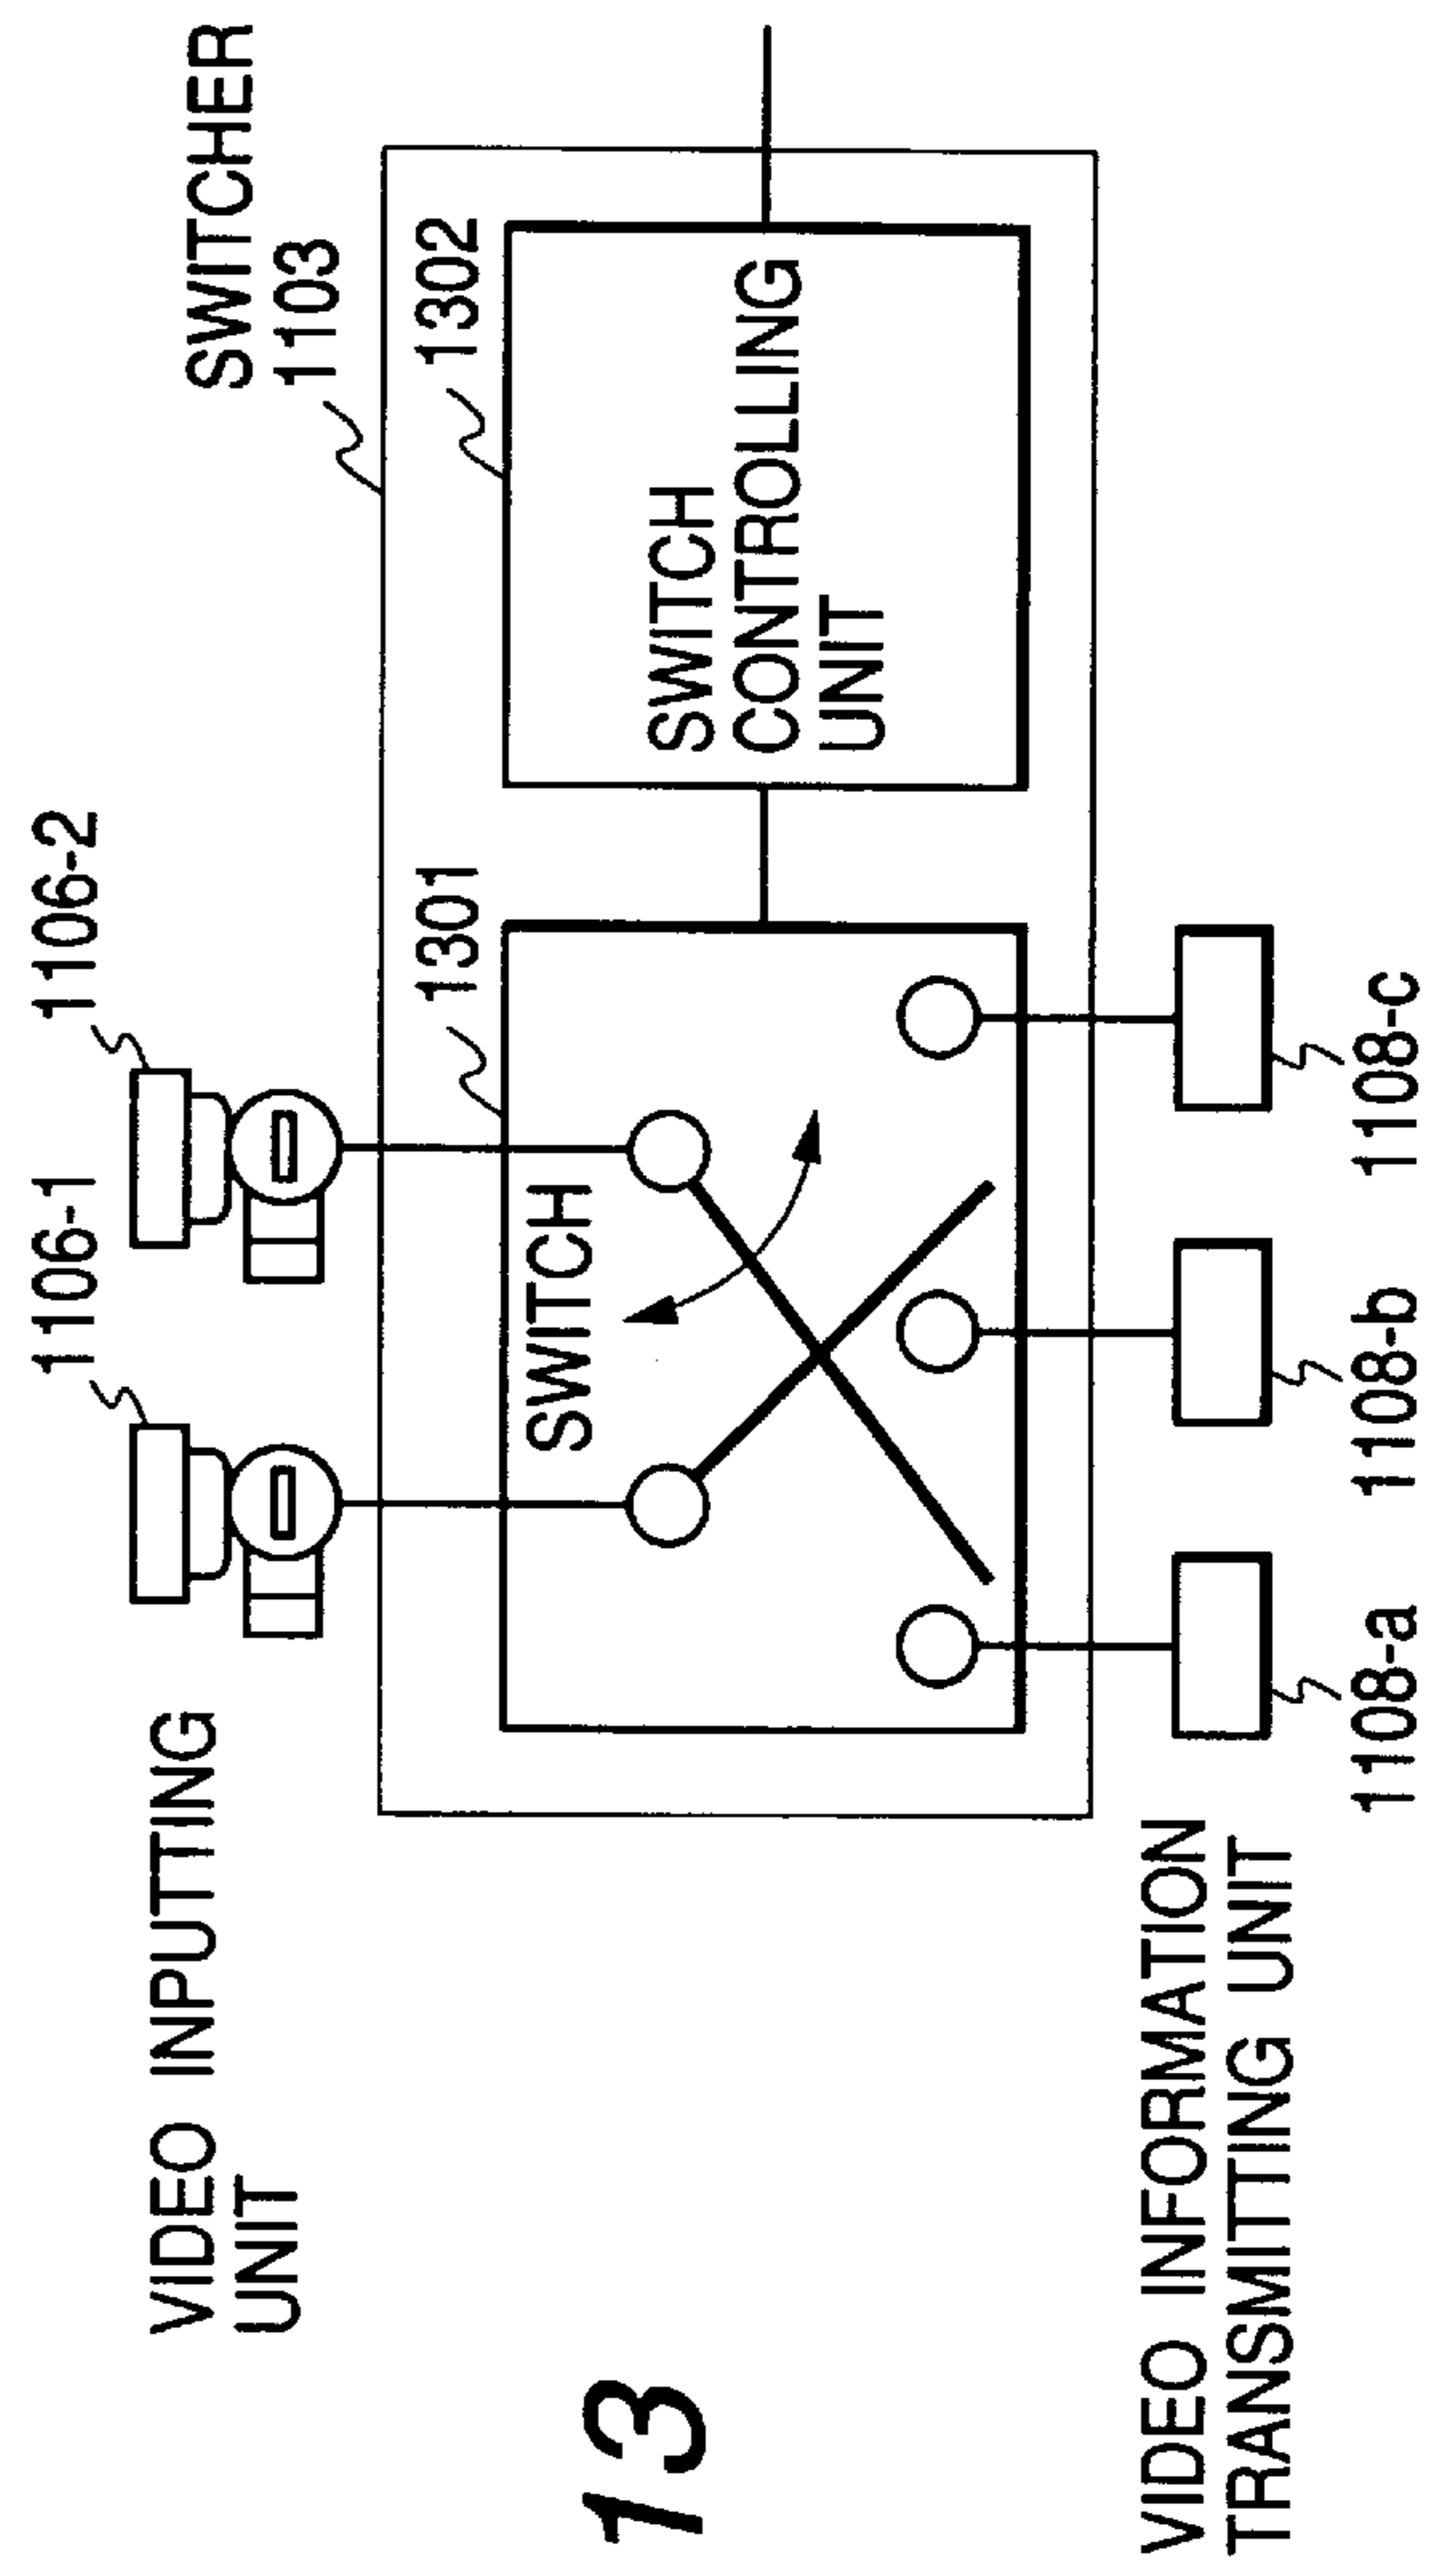 13
VIDEO INPUTTING
UNIT
1106-1
1106-2
SWITCHER
1103
1301
1302
SWITCH
SWITCH
CONTROLLING
UNIT
VIDEO INFORMATION
TRANSMITTING UNIT
1108-a
1108-b
1108-c